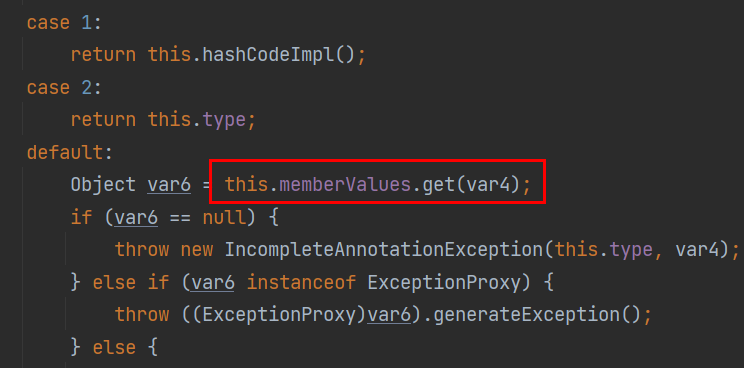 case 1:
return this.hashCodeImpl();
case 2:
return this.type;
default:
Object var6 = this.memberValues.get(var4);
if (var6 == null) {
throw new IncompleteAnnotationException(this.type, var4);
} else if (var6 instanceof ExceptionProxy) {
throw ((ExceptionProxy)var6).generateException();
} else {